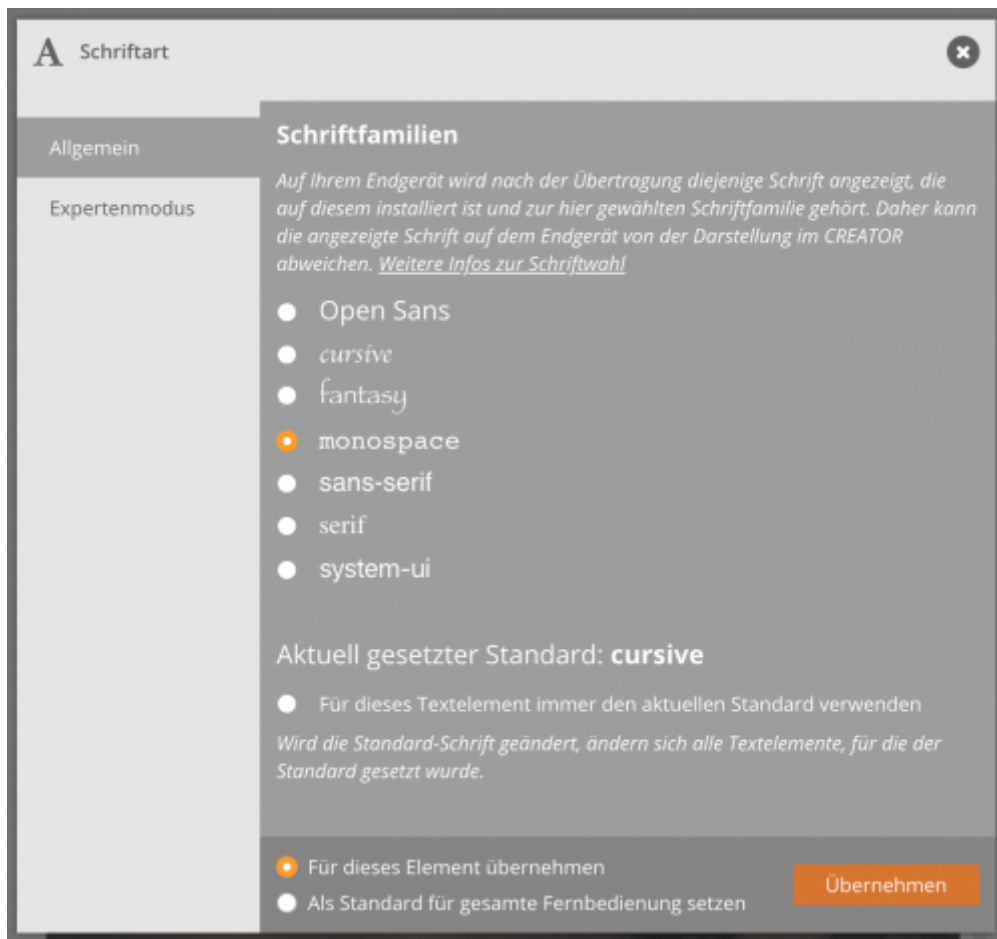 A Schriftart
Allgemein
Expertenmodus
Schriftfamilien
Auf Ihrem Endgerät wird nach der Übertragung diejenige Schrift angezeigt, die
auf diesem installiert ist und zur hier gewählten Schriftfamilie gehört. Daher kann
die angezeigte Schrift auf dem Endgerät von der Darstellung im CREATOR
abweichen. Weitere Infos zur Schriftwahl
Open Sans
cursive
fantasy
monospace
sans-serif
serif
system-ui
Aktuell gesetzter Standard: cursive
Für dieses Textelement immer den aktuellen Standard verwenden
Wird die Standard-Schrift geändert, ändern sich alle Textelemente, für die der
Standard gesetzt wurde.
Für dieses Element übernehmen
Als Standard für gesamte Fernbedienung setzen
Übernehmen